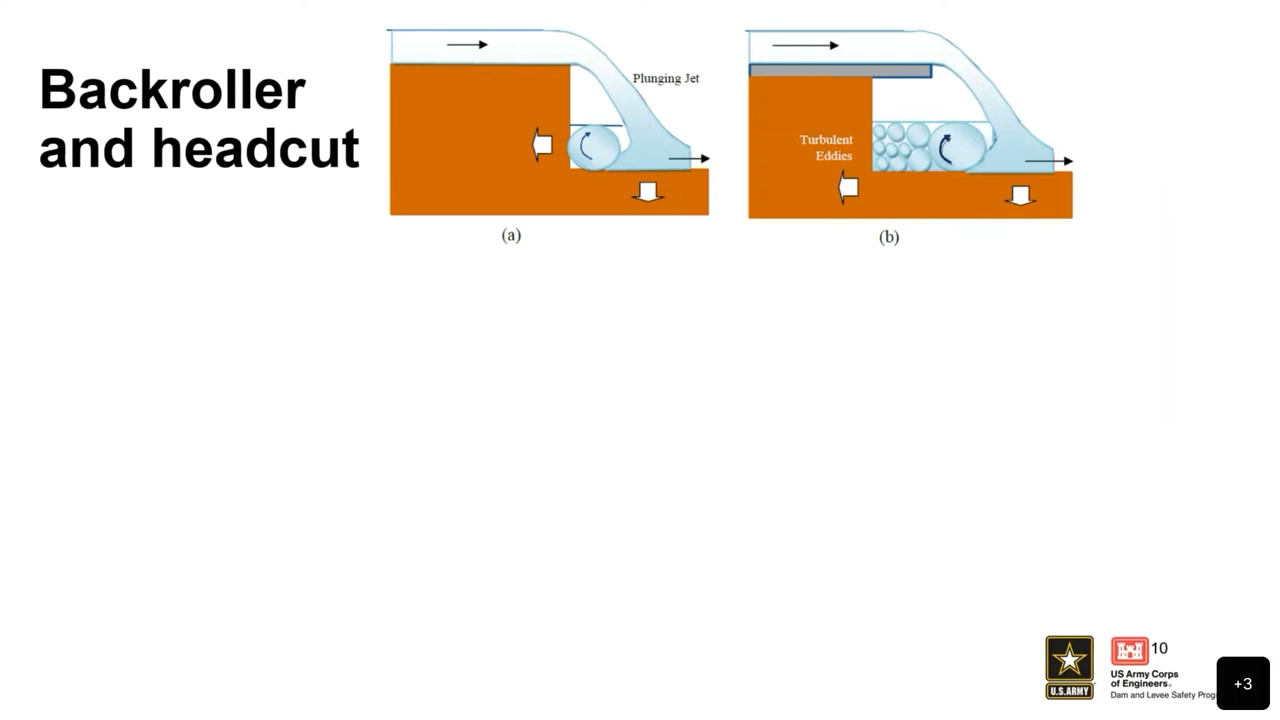 Backroller
and headcut
Plunging Jet
Turbulent
Eddies
(a)
(b)
U.S.ARMY
10
US Army Corps
of Engineers®
Dam and Levee Safety
+3